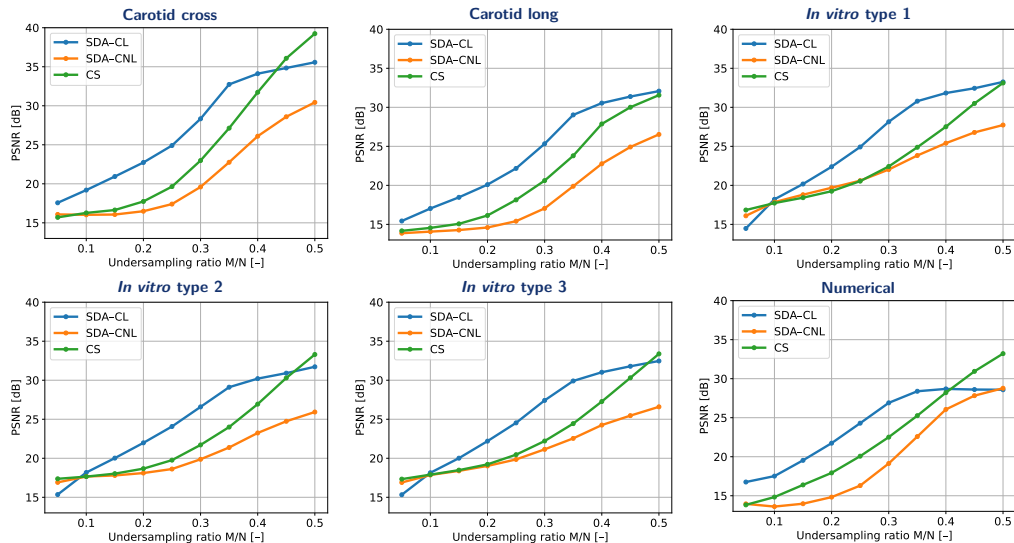 Carotid cross
40
35
30
25
20
15
PSNR [dB]
SDA–CL
SDA–CNL
CS
0.1
0.2
0.3
0.4
0.5
Undersampling ratio M/N [–]
Carotid long
40
35
30
25
20
15
PSNR [dB]
SDA–CL
SDA–CNL
CS
0.1
0.2
0.3
0.4
0.5
Undersampling ratio M/N [–]
In vitro type 1
40
35
30
25
20
15
PSNR [dB]
SDA–CL
SDA–CNL
CS
0.1
0.2
0.3
0.4
0.5
Undersampling ratio M/N [–]
In vitro type 2
40
35
30
25
20
15
PSNR [dB]
SDA–CL
SDA–CNL
CS
0.1
0.2
0.3
0.4
0.5
Undersampling ratio M/N [–]
In vitro type 3
40
35
30
25
20
15
PSNR [dB]
SDA–CL
SDA–CNL
CS
0.1
0.2
0.3
0.4
0.5
Undersampling ratio M/N [–]
Numerical
40
35
30
25
20
15
PSNR [dB]
SDA–CL
SDA–CNL
CS
0.1
0.2
0.3
0.4
0.5
Undersampling ratio M/N [–]